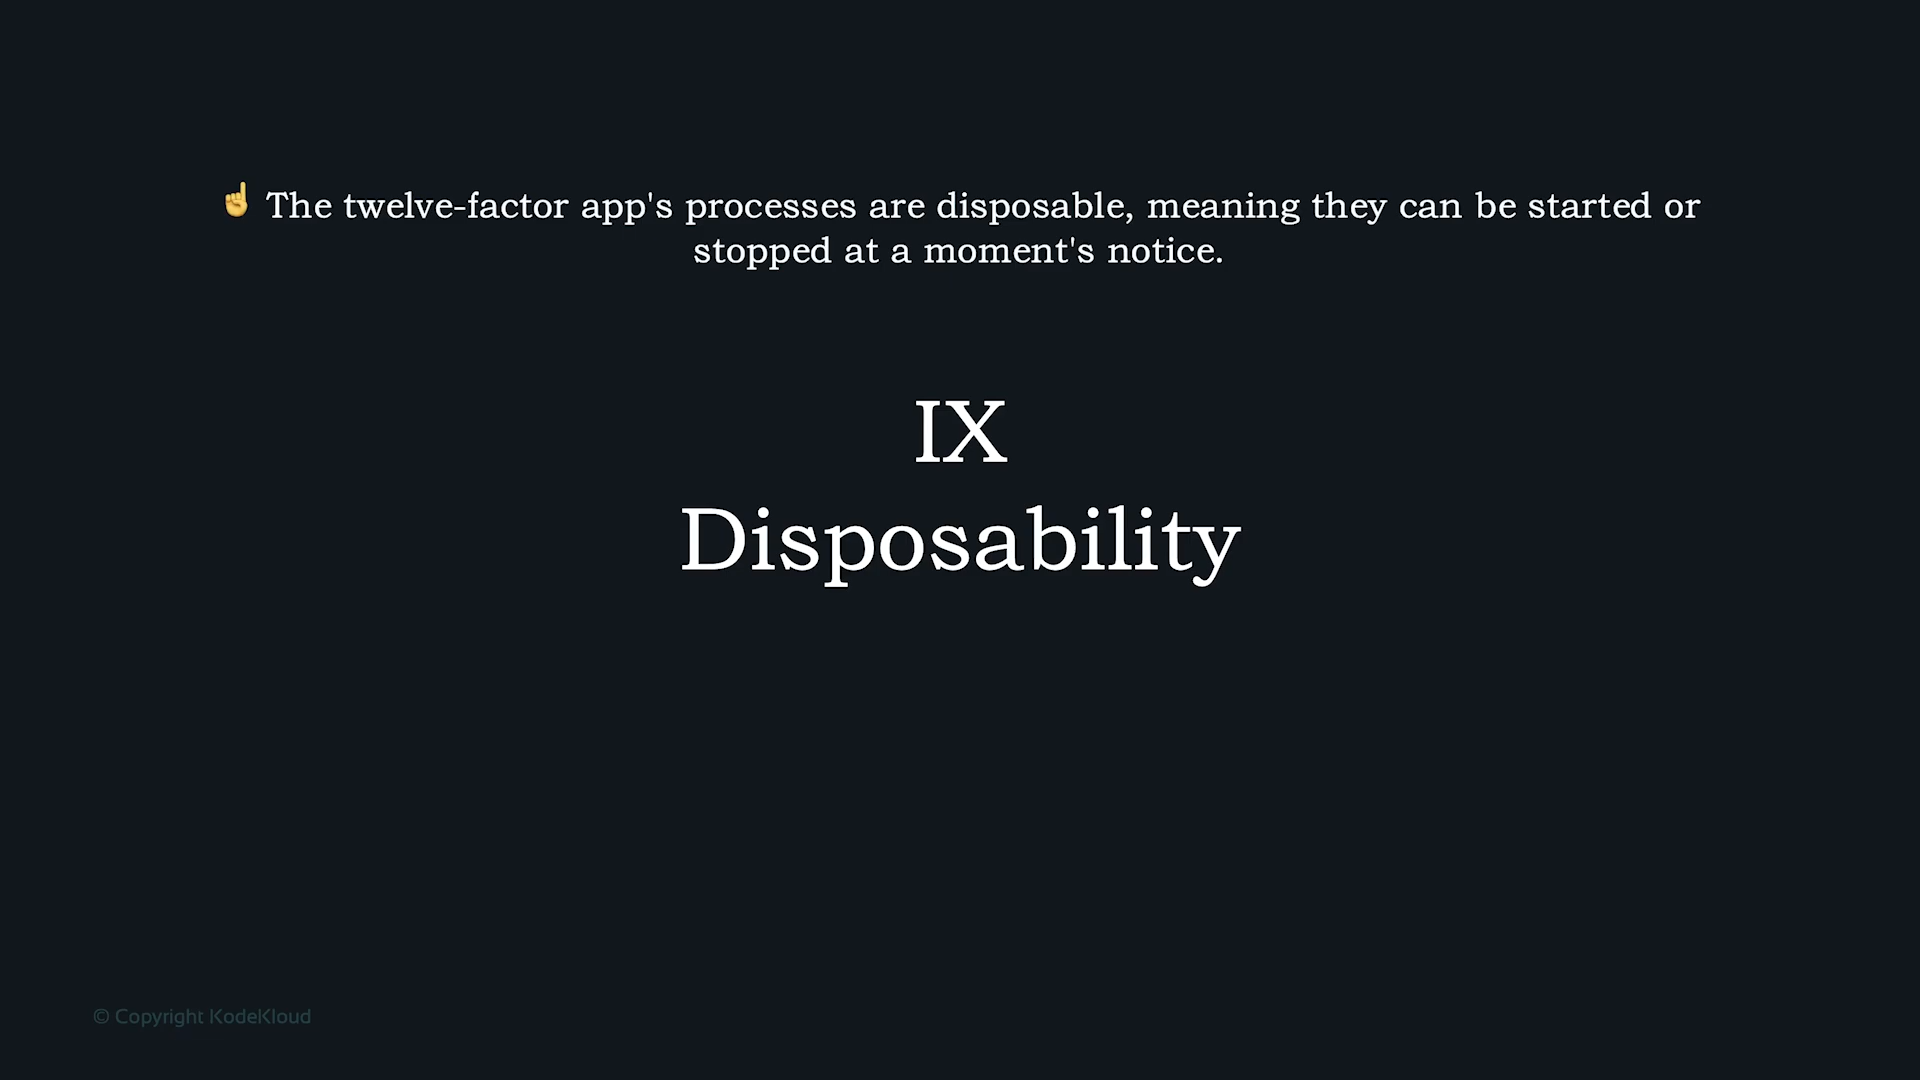 ☝ The twelve-factor app's processes are disposable, meaning they can be started or
stopped at a moment's notice.
IX
Disposability
© Copyright KodeKloud